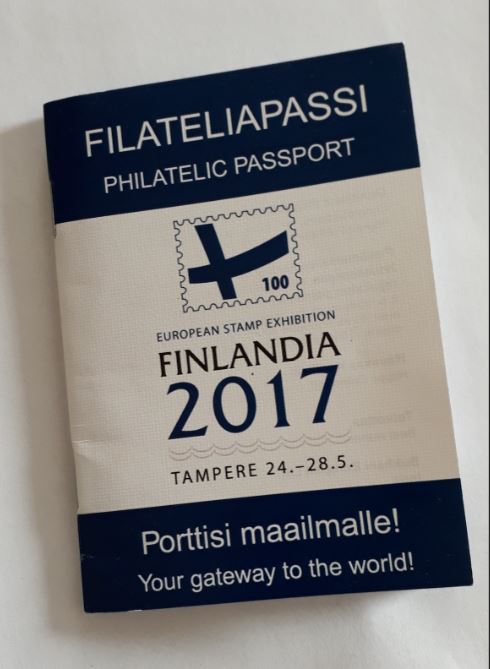 FILATELIAPASSI
PHILATELIC PASSPORT
100
EUROPEAN STAMP EXHIBITION
FINLANDIA
2017
TAMPERE 24.–28.5.
Porttisi maailmalle!
Your gateway to the world!